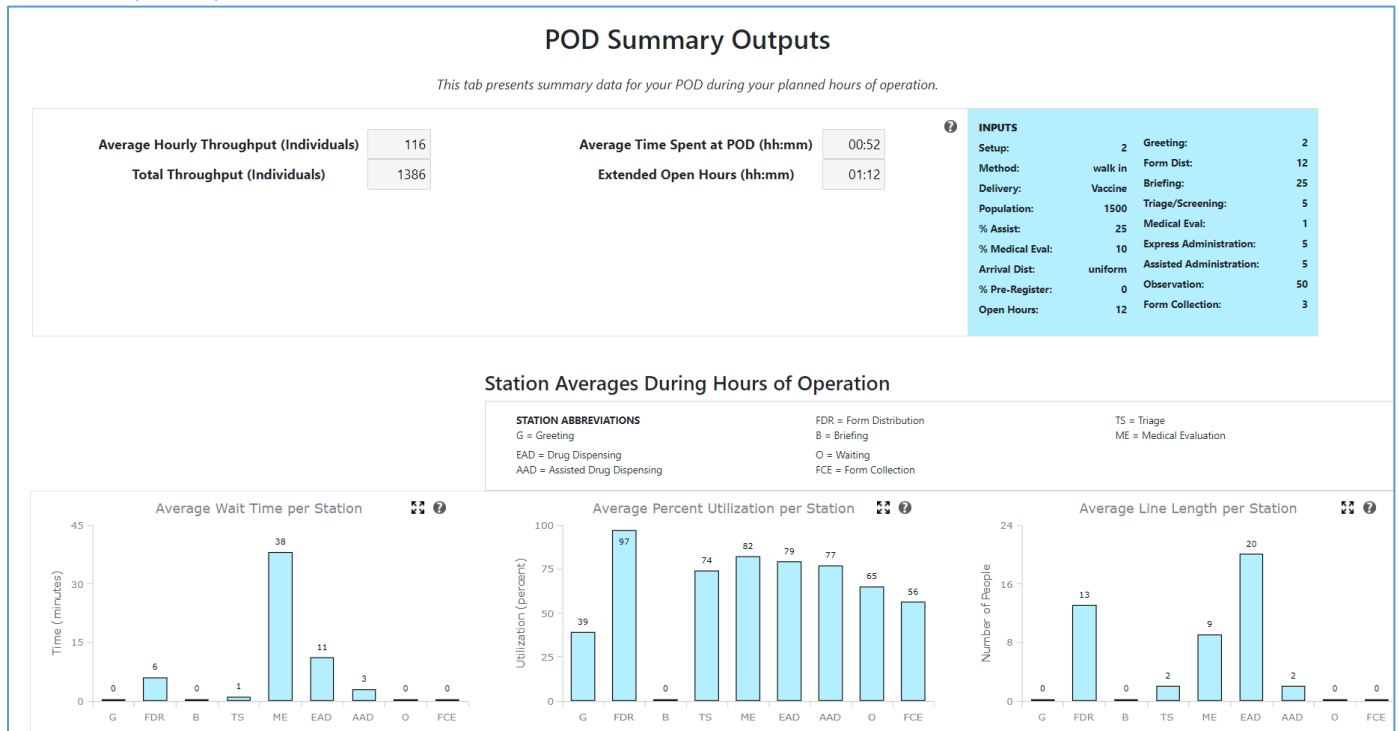 POD Summary Outputs
This tab presents summary data for your POD during your planned hours of operation.
Average Hourly Throughput (Individuals) 116
Total Throughput (Individuals) 1386
Average Time Spent at POD (hh:mm) 00:52
Extended Open Hours (hh:mm) 01:12
?
INPUTS
Setup: 2
Method: walk in
Delivery: Vaccine
Population: 1500
% Assist: 25
% Medical Eval: 10
Arrival Dist: uniform
% Pre-Register: 0
Open Hours: 12
Greeting: 2
Form Dist: 12
Briefing: 25
Triage/Screening: 5
Medical Eval: 1
Express Administration: 5
Assisted Administration: 5
Observation: 50
Form Collection: 3
Station Averages During Hours of Operation
STATION ABBREVIATIONS
G = Greeting
EAD = Drug Dispensing
AAD = Assisted Drug Dispensing
FDR = Form Distribution
B = Briefing
O = Waiting
FCE = Form Collection
TS = Triage
ME = Medical Evaluation
Average Wait Time per Station ?
Time (minutes)
45
30
15
0
0 6 0 1 38 11 3 0 0
G FDR B TS ME EAD AAD O FCE
Average Percent Utilization per Station ?
Utilization (percent)
100
75
50
25
0
39 97 0 74 82 79 77 65 56
G FDR B TS ME EAD AAD O FCE
Average Line Length per Station ?
Number of People
24
16
8
0
0 13 0 2 9 20 2 0 0
G FDR B TS ME EAD AAD O FCE